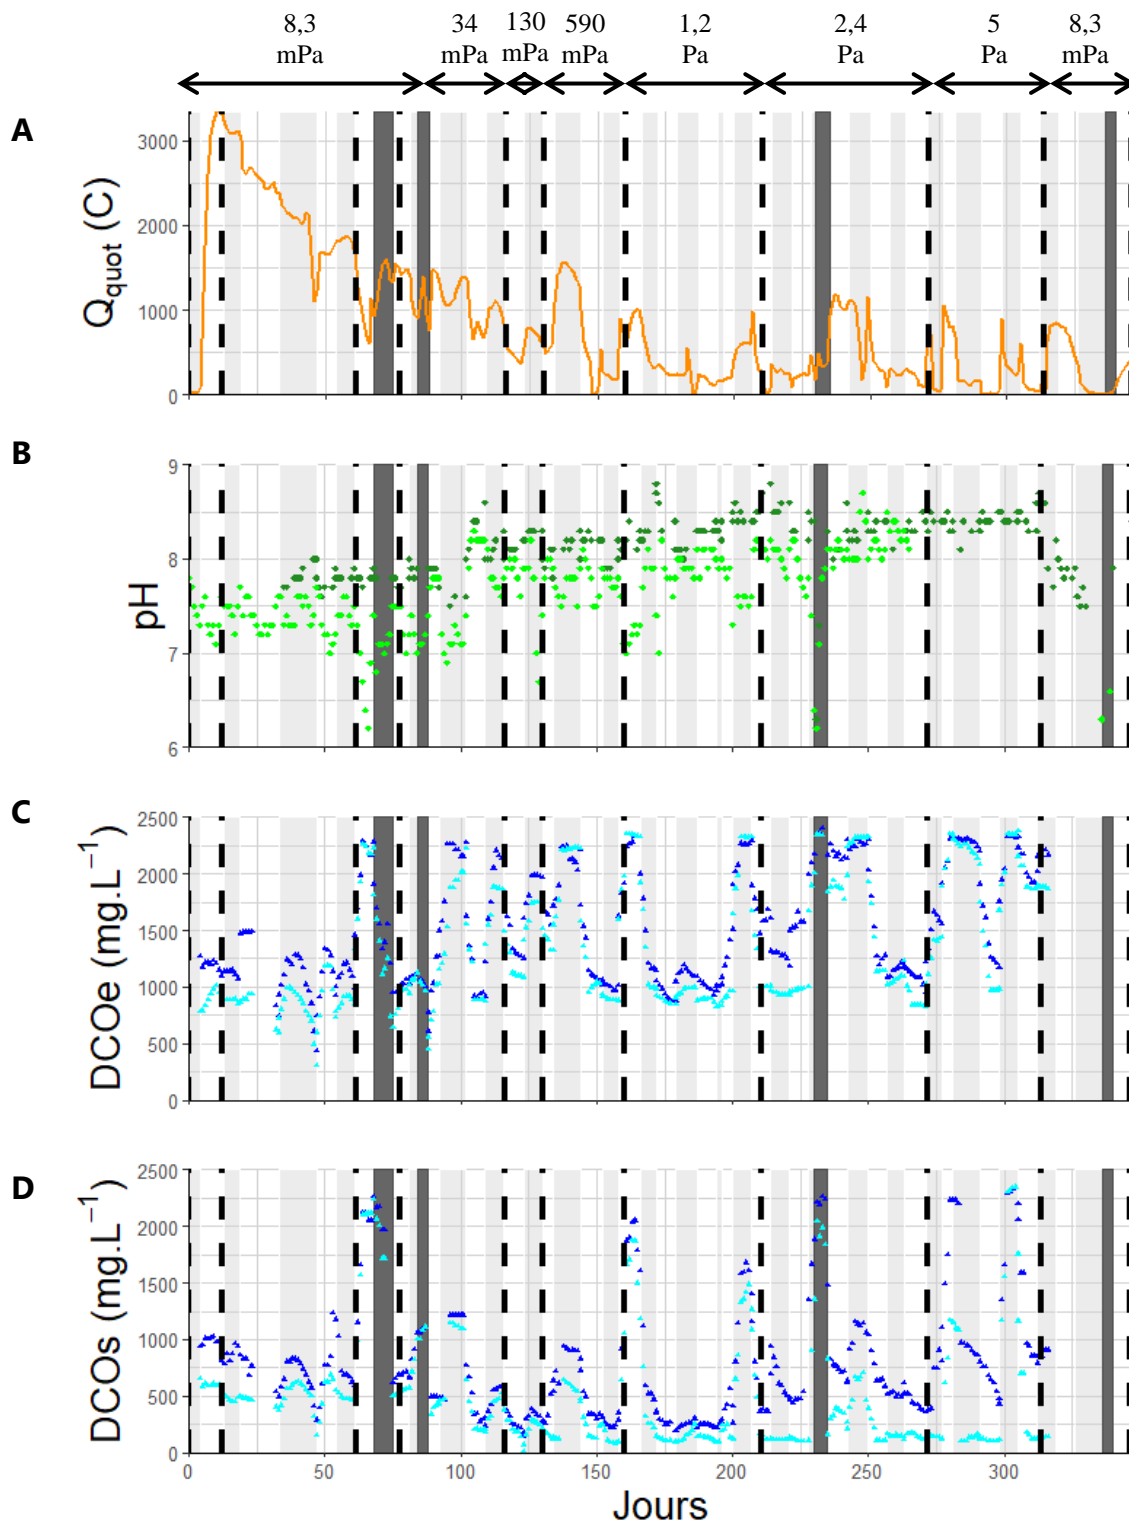 8,3 34 130 590 1,2 2,4 5 8,3
mPa mPa mPa mPa Pa Pa Pa mPa
A
3000
2000
1000
0
Qquot (C)
B
9
8
7
6
pH
C
2500
2000
1500
1000
500
0
DCOe (mg.L−1)
D
2500
2000
1500
1000
500
0
DCOs (mg.L−1)
0 50 100 150 200 250 300
Jours